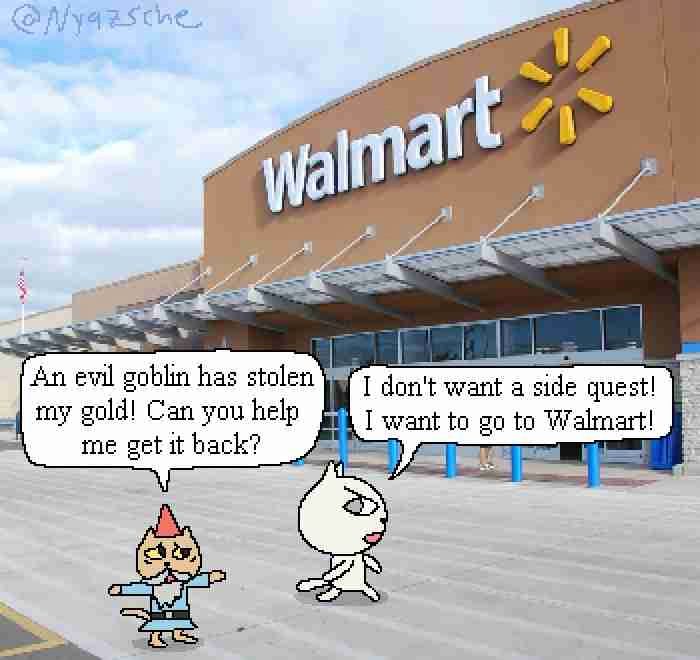 @Nyazsche
Walmart
An evil goblin has stolen
my gold! Can you help
me get it back?
I don't want a side quest!
I want to go to Walmart!